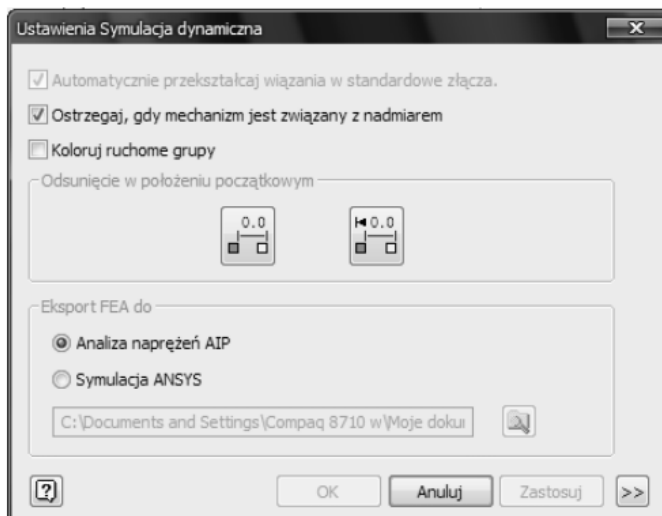 Ustawienia Symulacja dynamiczna
Automatycznie przekształcaj wiązania w standardowe złącza.
Ostrzegaj, gdy mechanizm jest związany z nadmiarem
Koloruj ruchome grupy
Odsunięcie w położeniu początkowym
0.0
0.0
Eksport FEA do
Analiza naprężeń AIP
Symulacja ANSYS
C:\Documents and Settings\Compaq 8710 w\Moje dokui
OK Anuluj Zastosuj >>